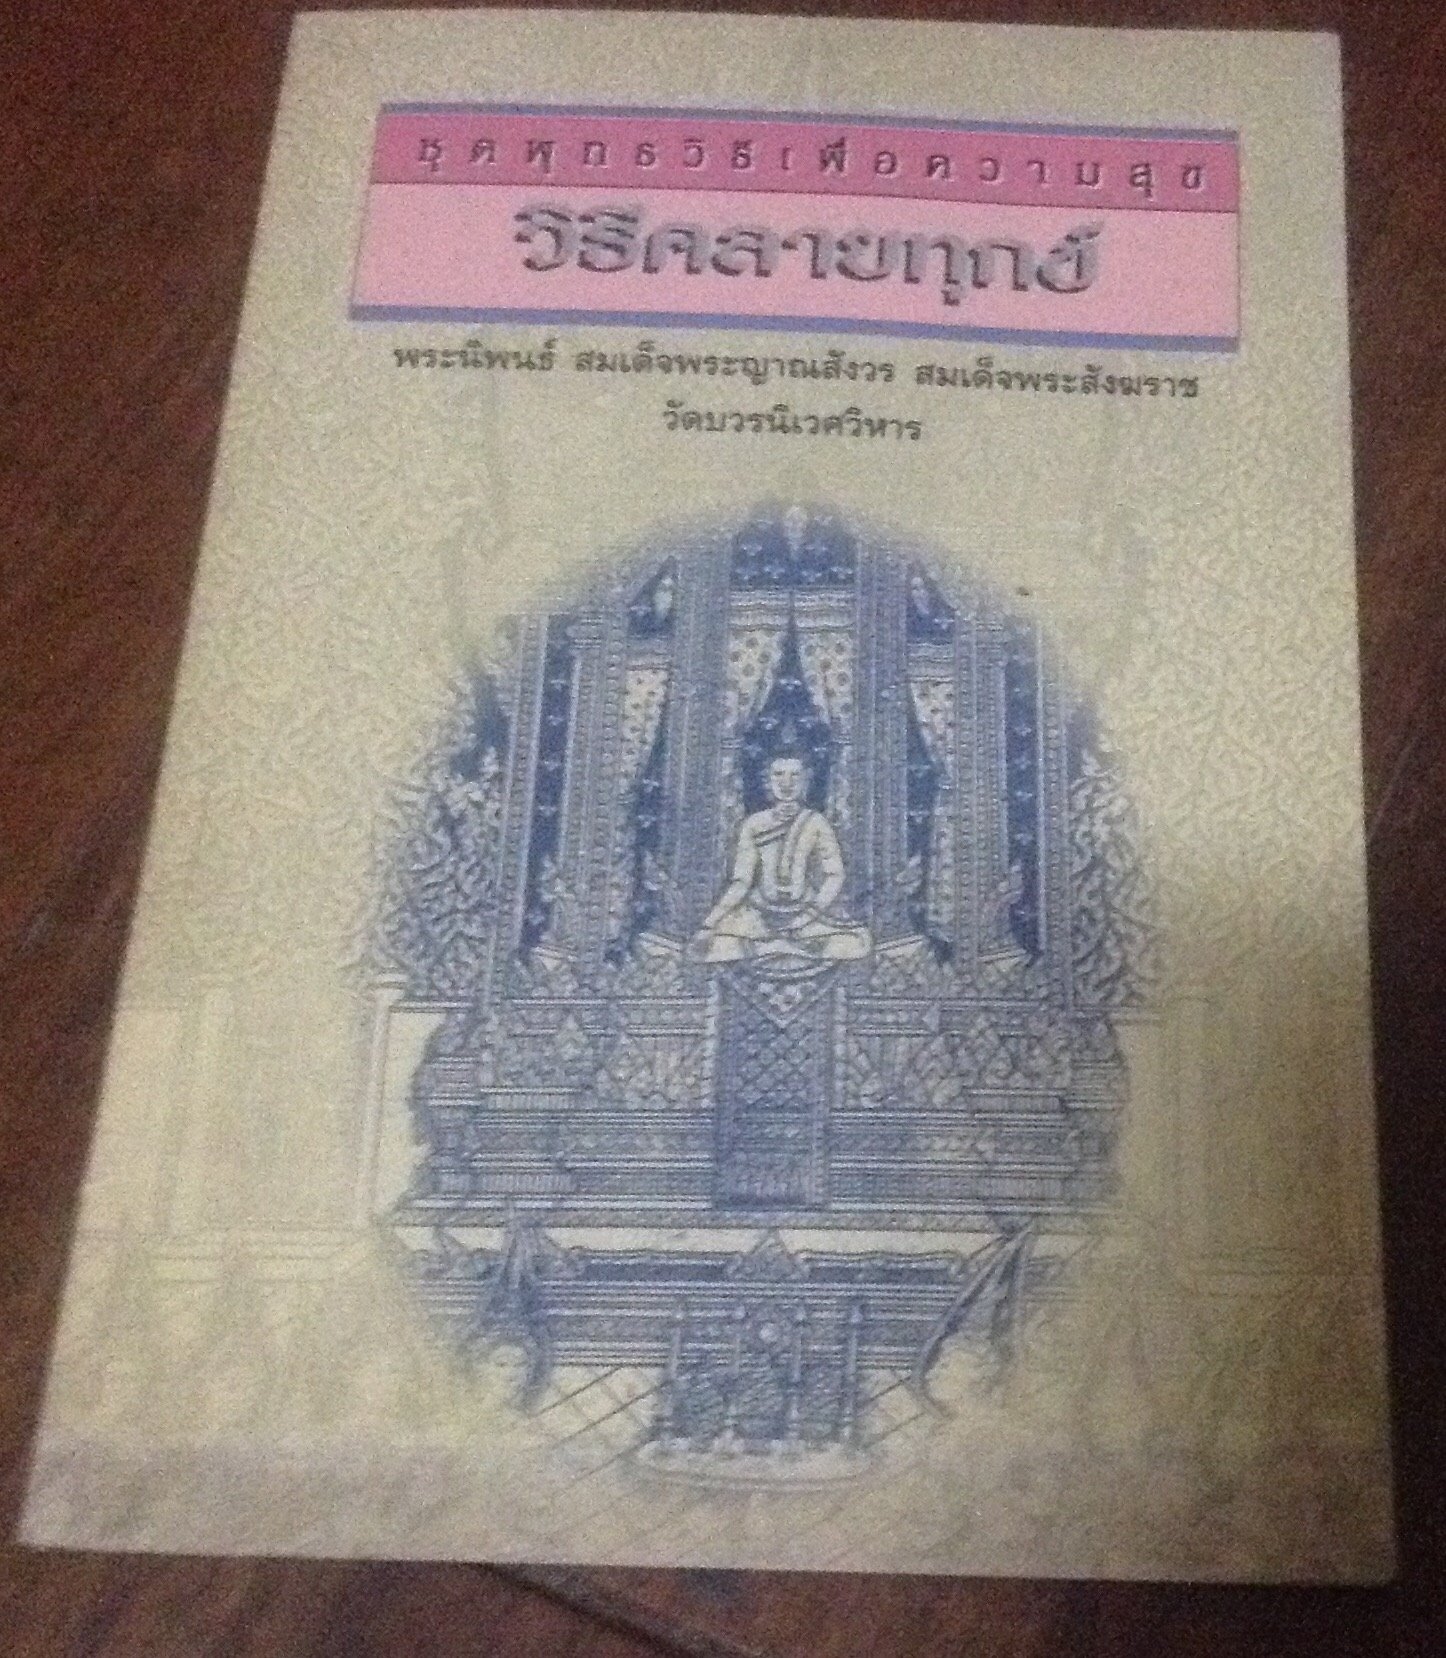 ชุดพุทธวิธีเพื่อความสุข
วิธีคลายทุกข์
พระนิพนธ์ สมเด็จพระญาณสังวร สมเด็จพระสังฆราช
วัดบวรนิเวศวิหาร